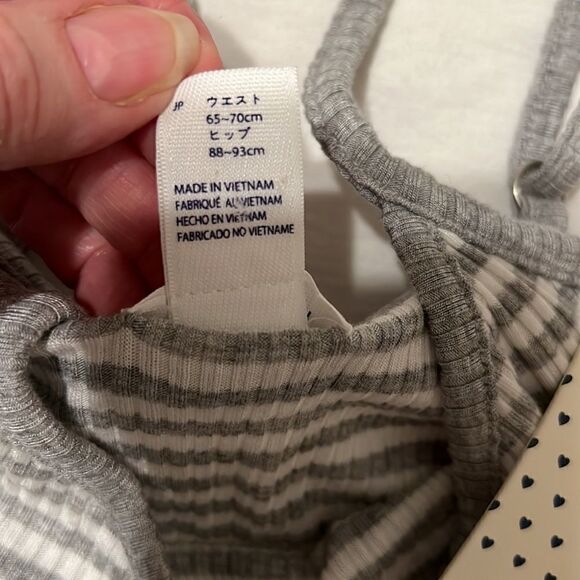 JP ウエスト
65~70cm
ヒップ
88~93cm
MADE IN VIETNAM
FABRIQUÉ AU VIETNAM
HECHO EN VIETNAM
FABRICADO NO VIETNAME